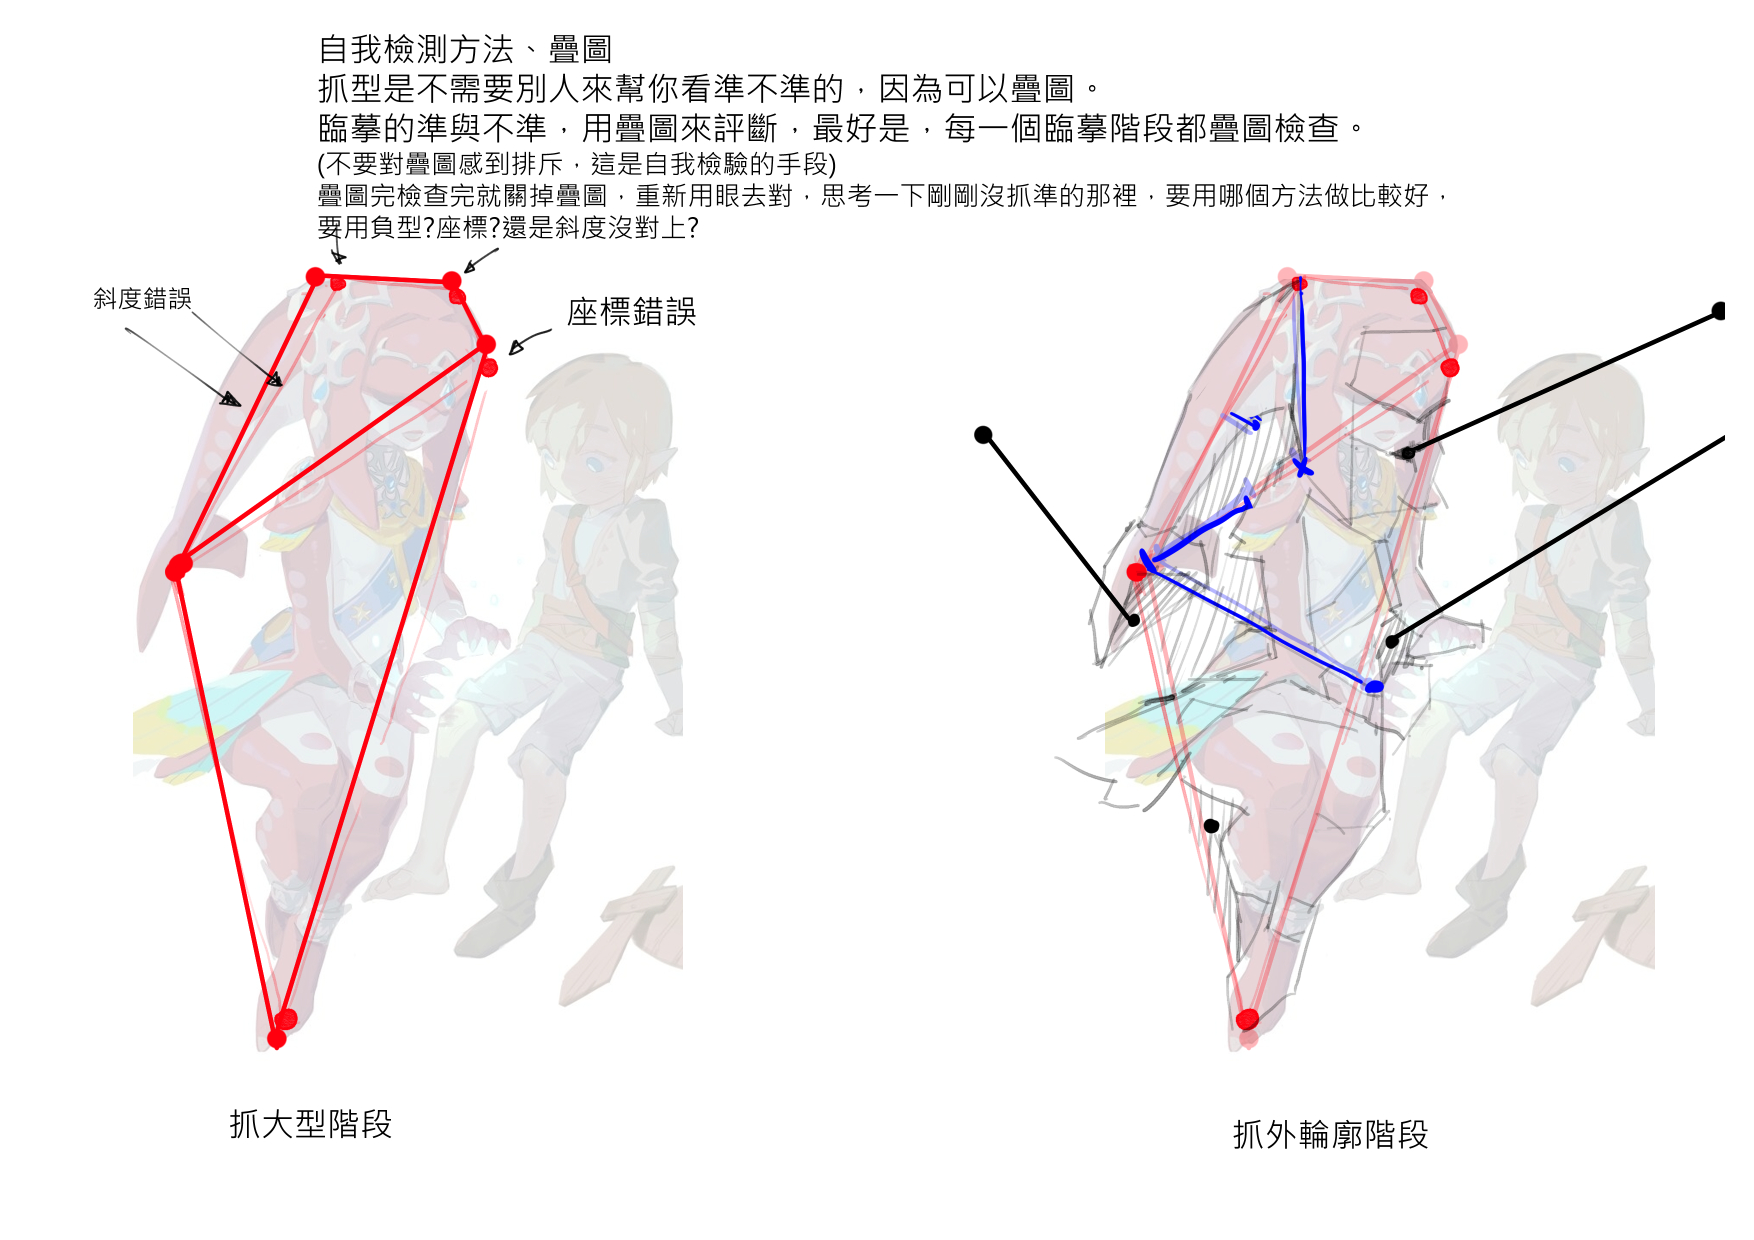 自我檢測方法、疊圖
抓型是不需要別人來幫你看準不準的，因為可以疊圖。
臨摹的準與不準，用疊圖來評斷，最好是，每一個臨摹階段都疊圖檢查。
(不要對疊圖感到排斥，這是自我檢驗的手段)
疊圖完檢查完就關掉疊圖，重新用眼去對，思考一下剛剛沒抓準的那裡，要用哪個方法做比較好，
要用負型?座標?還是斜度沒對上?
斜度錯誤
座標錯誤
抓大型階段
抓外輪廓階段